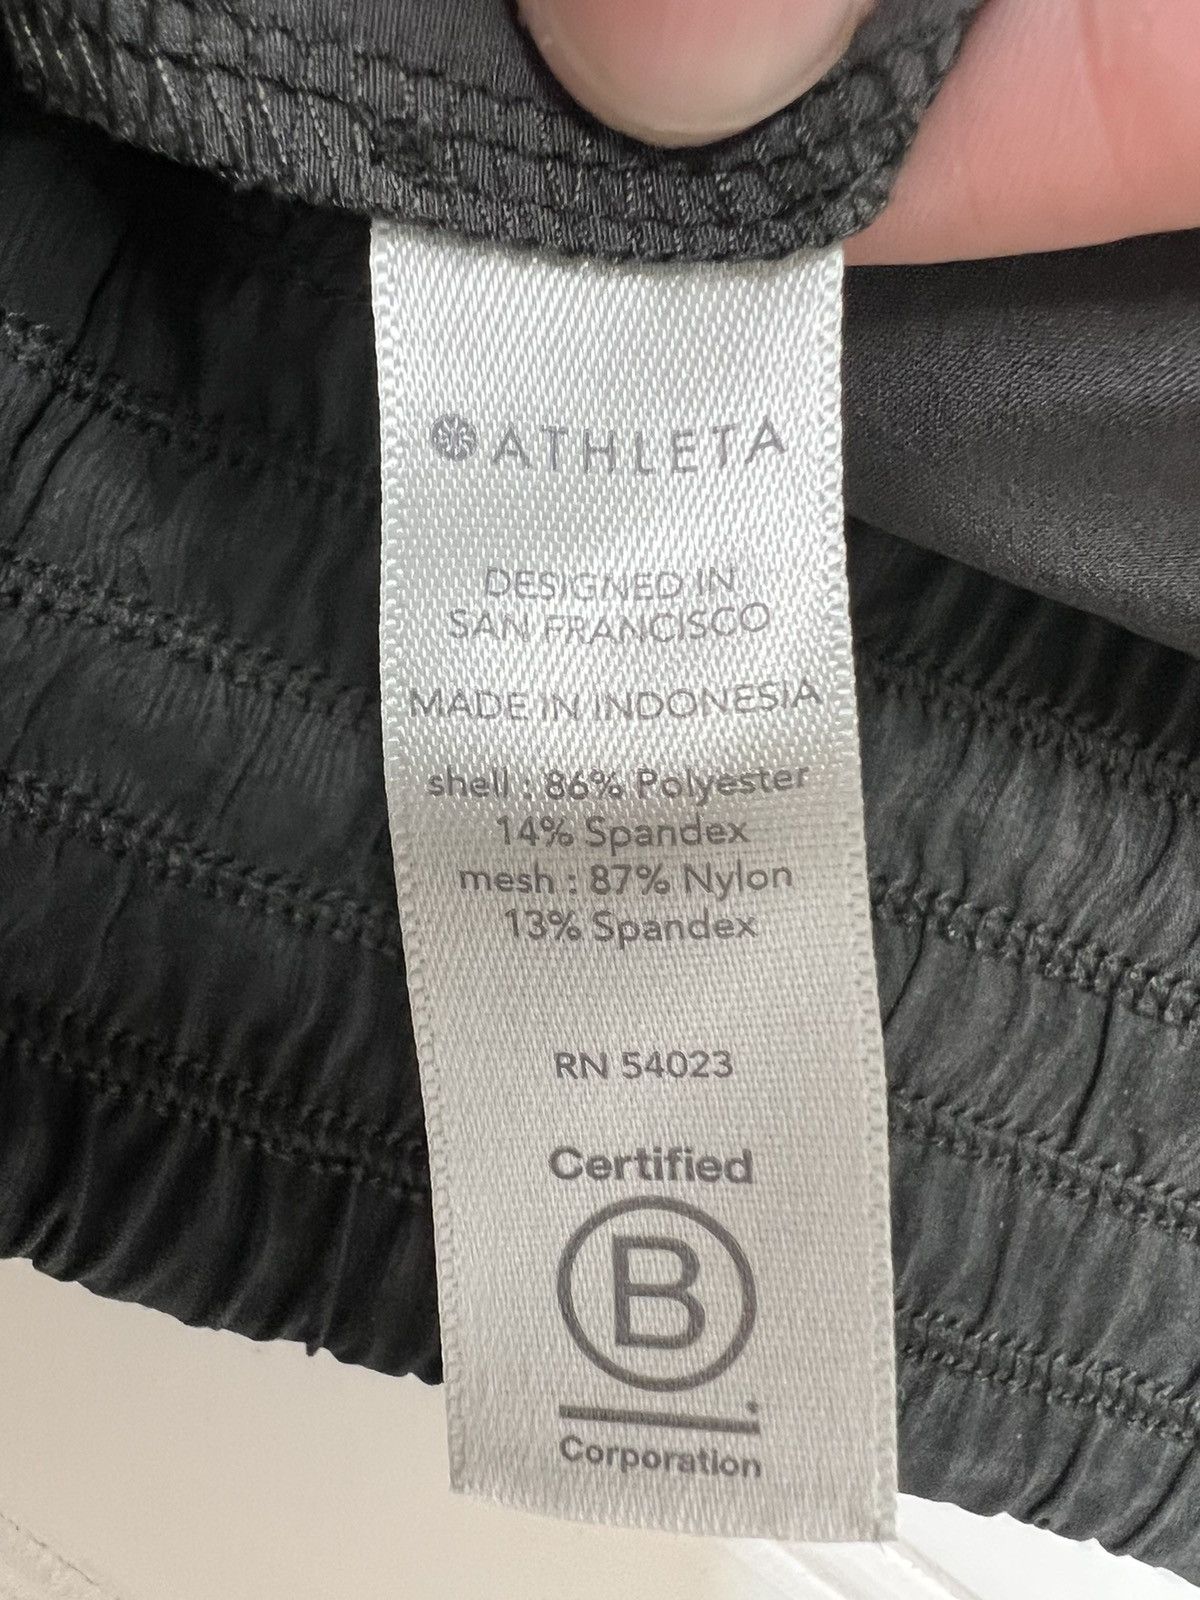 ATHLETA
DESIGNED IN
SAN FRANCISCO
MADE IN INDONESIA
shell : 86% Polyester
14% Spandex
mesh : 87% Nylon
13% Spandex
RN 54023
Certified
B
Corporation